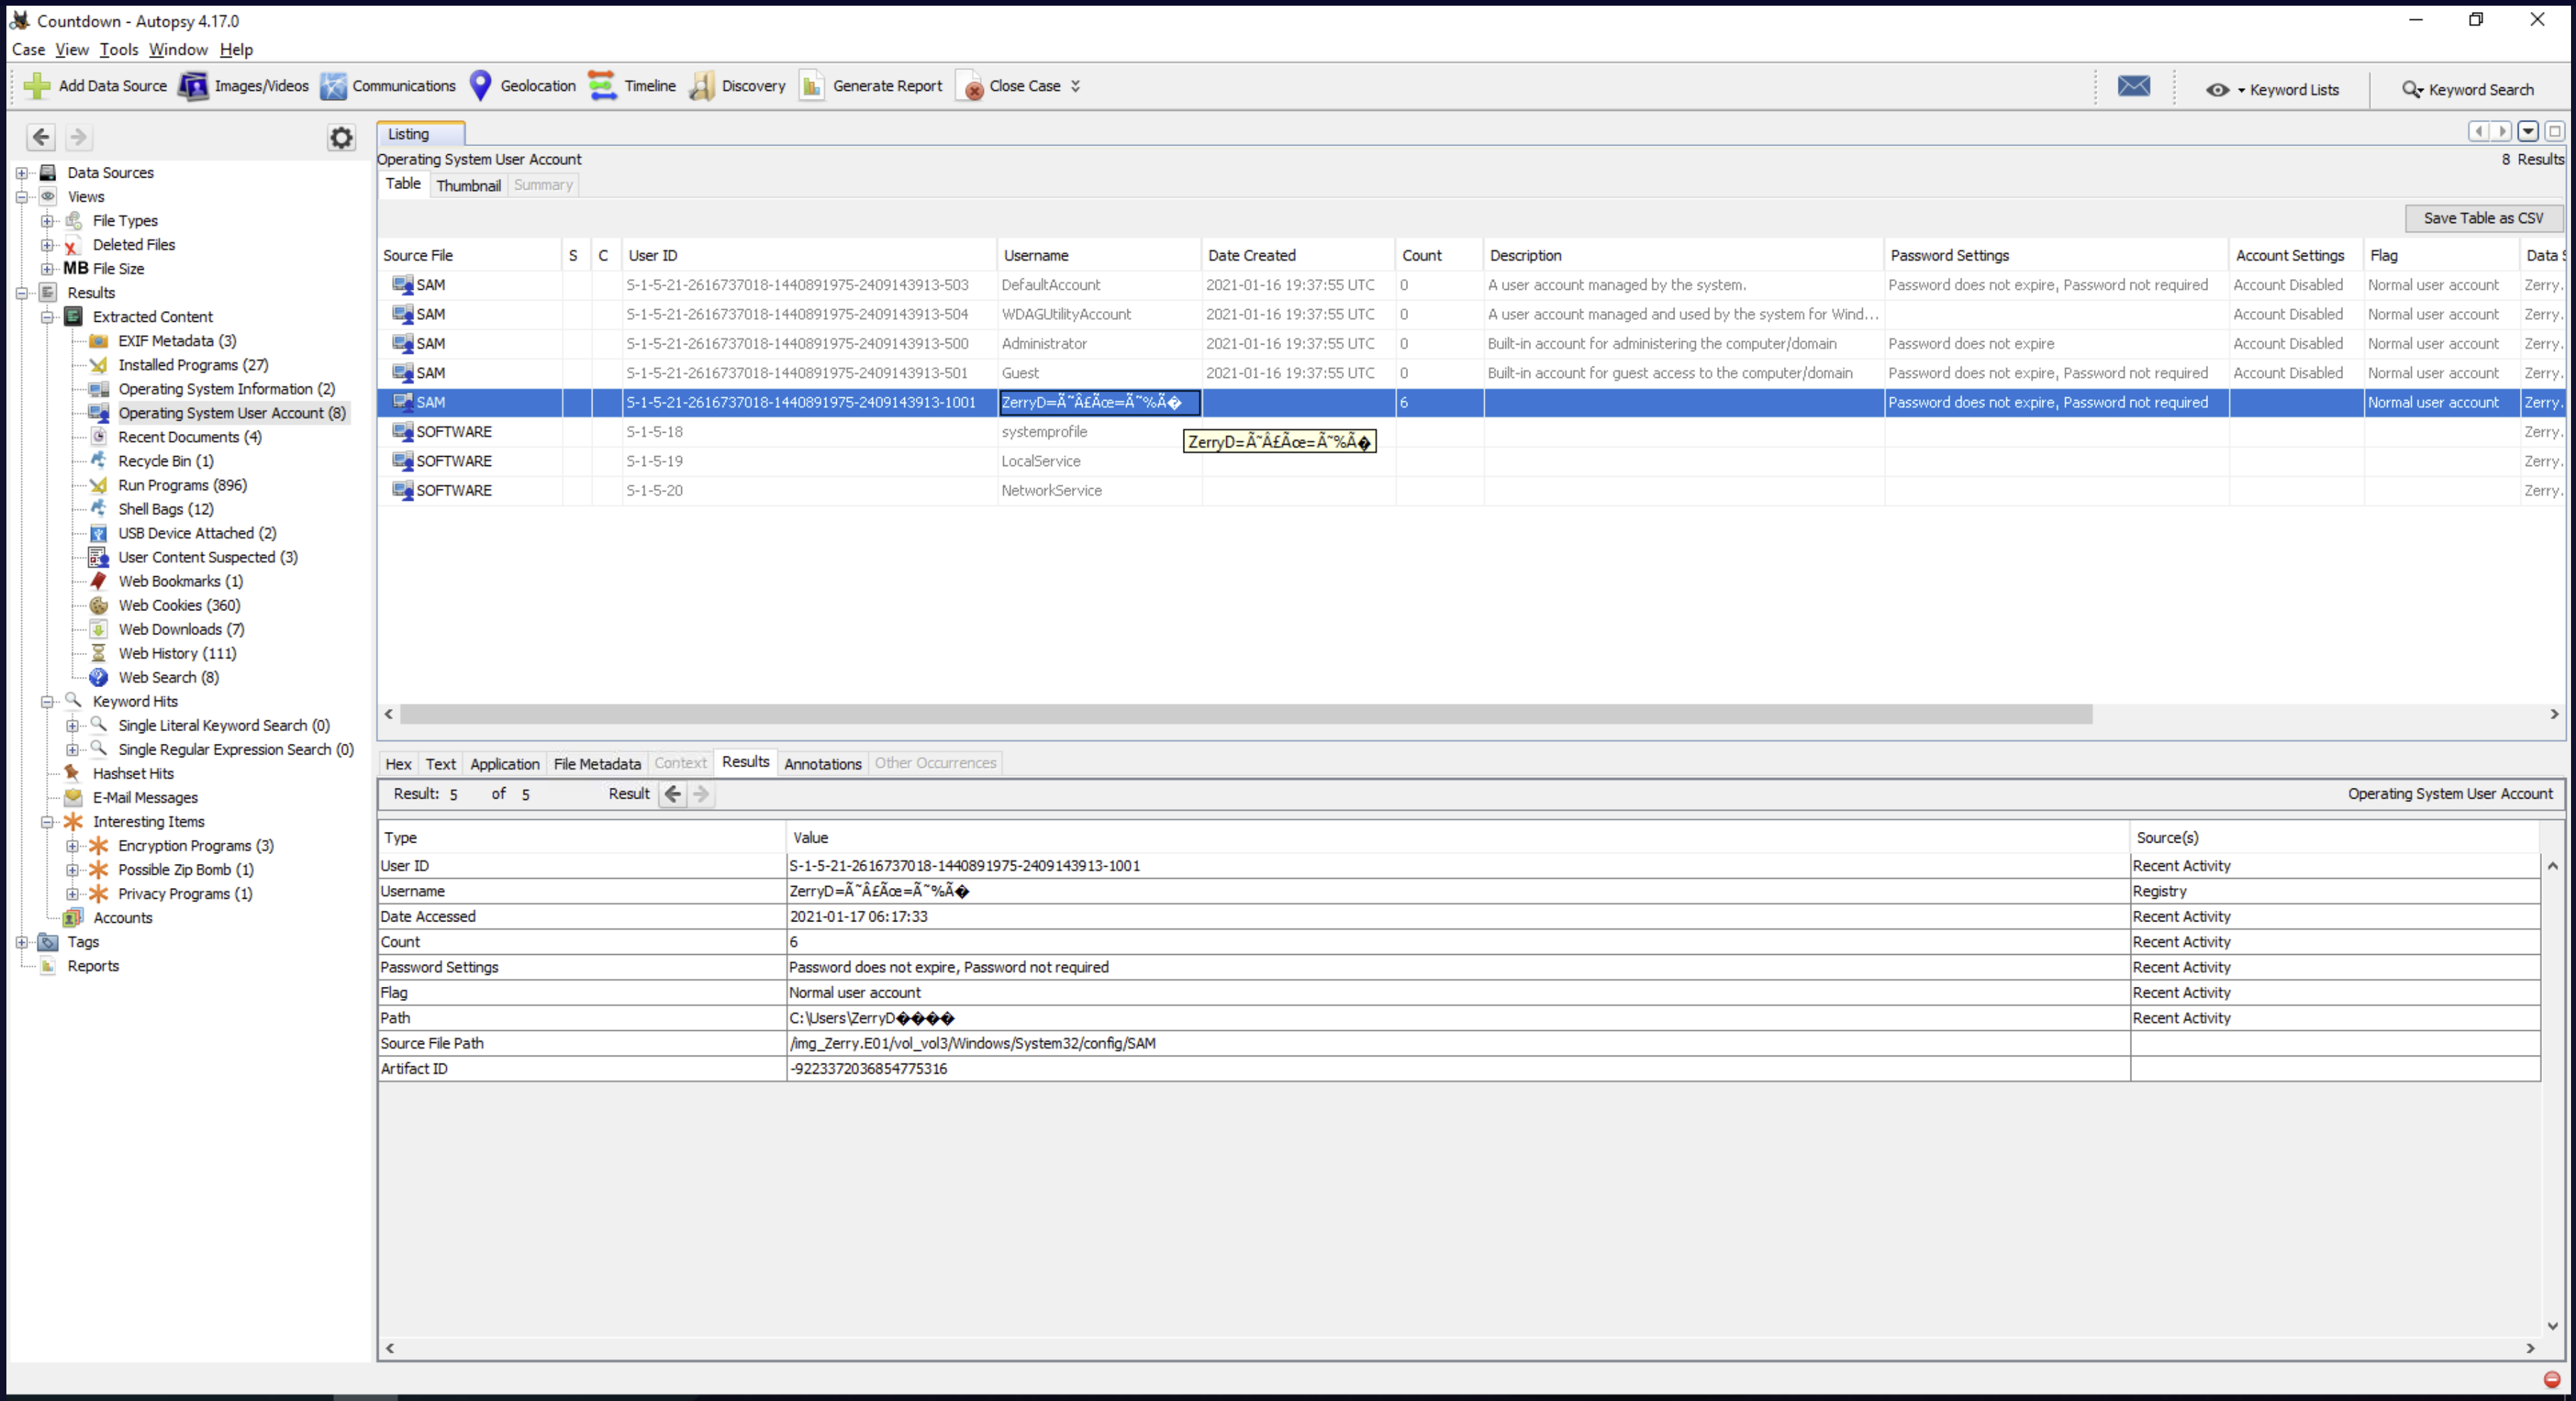 Countdown - Autopsy 4.17.0
Case View Tools Window Help
Add Data Source Images/Videos Communications Geolocation Timeline Discovery Generate Report Close Case Keyword Lists Keyword Search
Data Sources
Views
File Types
Deleted Files
MB File Size
Results
Extracted Content
EXIF Metadata (3)
Installed Programs (27)
Operating System Information (2)
Operating System User Account (8)
Recent Documents (4)
Recycle Bin (1)
Run Programs (896)
Shell Bags (12)
USB Device Attached (2)
User Content Suspected (3)
Web Bookmarks (1)
Web Cookies (360)
Web Downloads (7)
Web History (111)
Web Search (8)
Keyword Hits
Single Literal Keyword Search (0)
Single Regular Expression Search (0)
Hashset Hits
E-Mail Messages
Interesting Items
Encryption Programs (3)
Possible Zip Bomb (1)
Privacy Programs (1)
Accounts
Tags
Reports
Listing
Operating System User Account 8 Results
Table Thumbnail Summary
Save Table as CSV
Source File S C User ID Username Date Created Count Description Password Settings Account Settings Flag Data S
SAM S-1-5-21-2616737018-1440891975-2409143913-503 DefaultAccount 2021-01-16 19:37:55 UTC 0 A user account managed by the system. Password does not expire, Password not required Account Disabled Normal user account Zerry.
SAM S-1-5-21-2616737018-1440891975-2409143913-504 WDAGUtilityAccount 2021-01-16 19:37:55 UTC 0 A user account managed and used by the system for Wind... Account Disabled Normal user account Zerry.
SAM S-1-5-21-2616737018-1440891975-2409143913-500 Administrator 2021-01-16 19:37:55 UTC 0 Built-in account for administering the computer/domain Password does not expire Account Disabled Normal user account Zerry.
SAM S-1-5-21-2616737018-1440891975-2409143913-501 Guest 2021-01-16 19:37:55 UTC 0 Built-in account for guest access to the computer/domain Password does not expire, Password not required Account Disabled Normal user account Zerry.
SAM S-1-5-21-2616737018-1440891975-2409143913-1001 ZerryD=Ã˜Â£Ãœ=Ã˜%Ã� 6 Password does not expire, Password not required Normal user account Zerry.
SOFTWARE S-1-5-18 systemprofile Zerry.
ZerryD=Ã˜Â£Ãœ=Ã˜%Ã�
SOFTWARE S-1-5-19 LocalService Zerry.
SOFTWARE S-1-5-20 NetworkService Zerry.
Hex Text Application File Metadata Context Results Annotations Other Occurrences
Result: 5 of 5 Result Operating System User Account
Type Value Source(s)
User ID S-1-5-21-2616737018-1440891975-2409143913-1001 Recent Activity
Username ZerryD=Ã˜Â£Ãœ=Ã˜%Ã� Registry
Date Accessed 2021-01-17 06:17:33 Recent Activity
Count 6 Recent Activity
Password Settings Password does not expire, Password not required Recent Activity
Flag Normal user account Recent Activity
Path C:\Users\ZerryD���� Recent Activity
Source File Path /img_Zerry.E01/vol_vol3/Windows/System32/config/SAM
Artifact ID -9223372036854775316